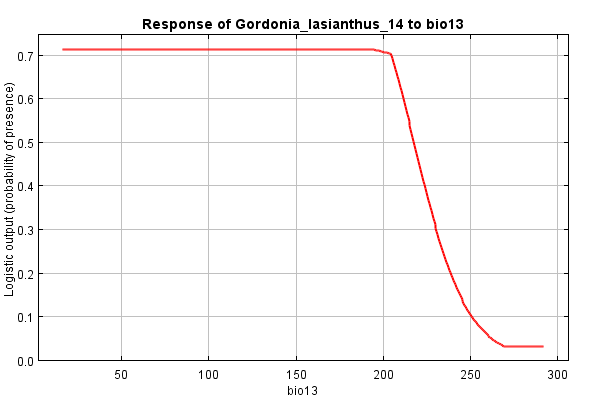 Response of Gordonia_lasianthus_14 to bio13
Logistic output (probability of presence)
0.7
0.6
0.5
0.4
0.3
0.2
0.1
0.0
50 100 150 200 250 300
bio13